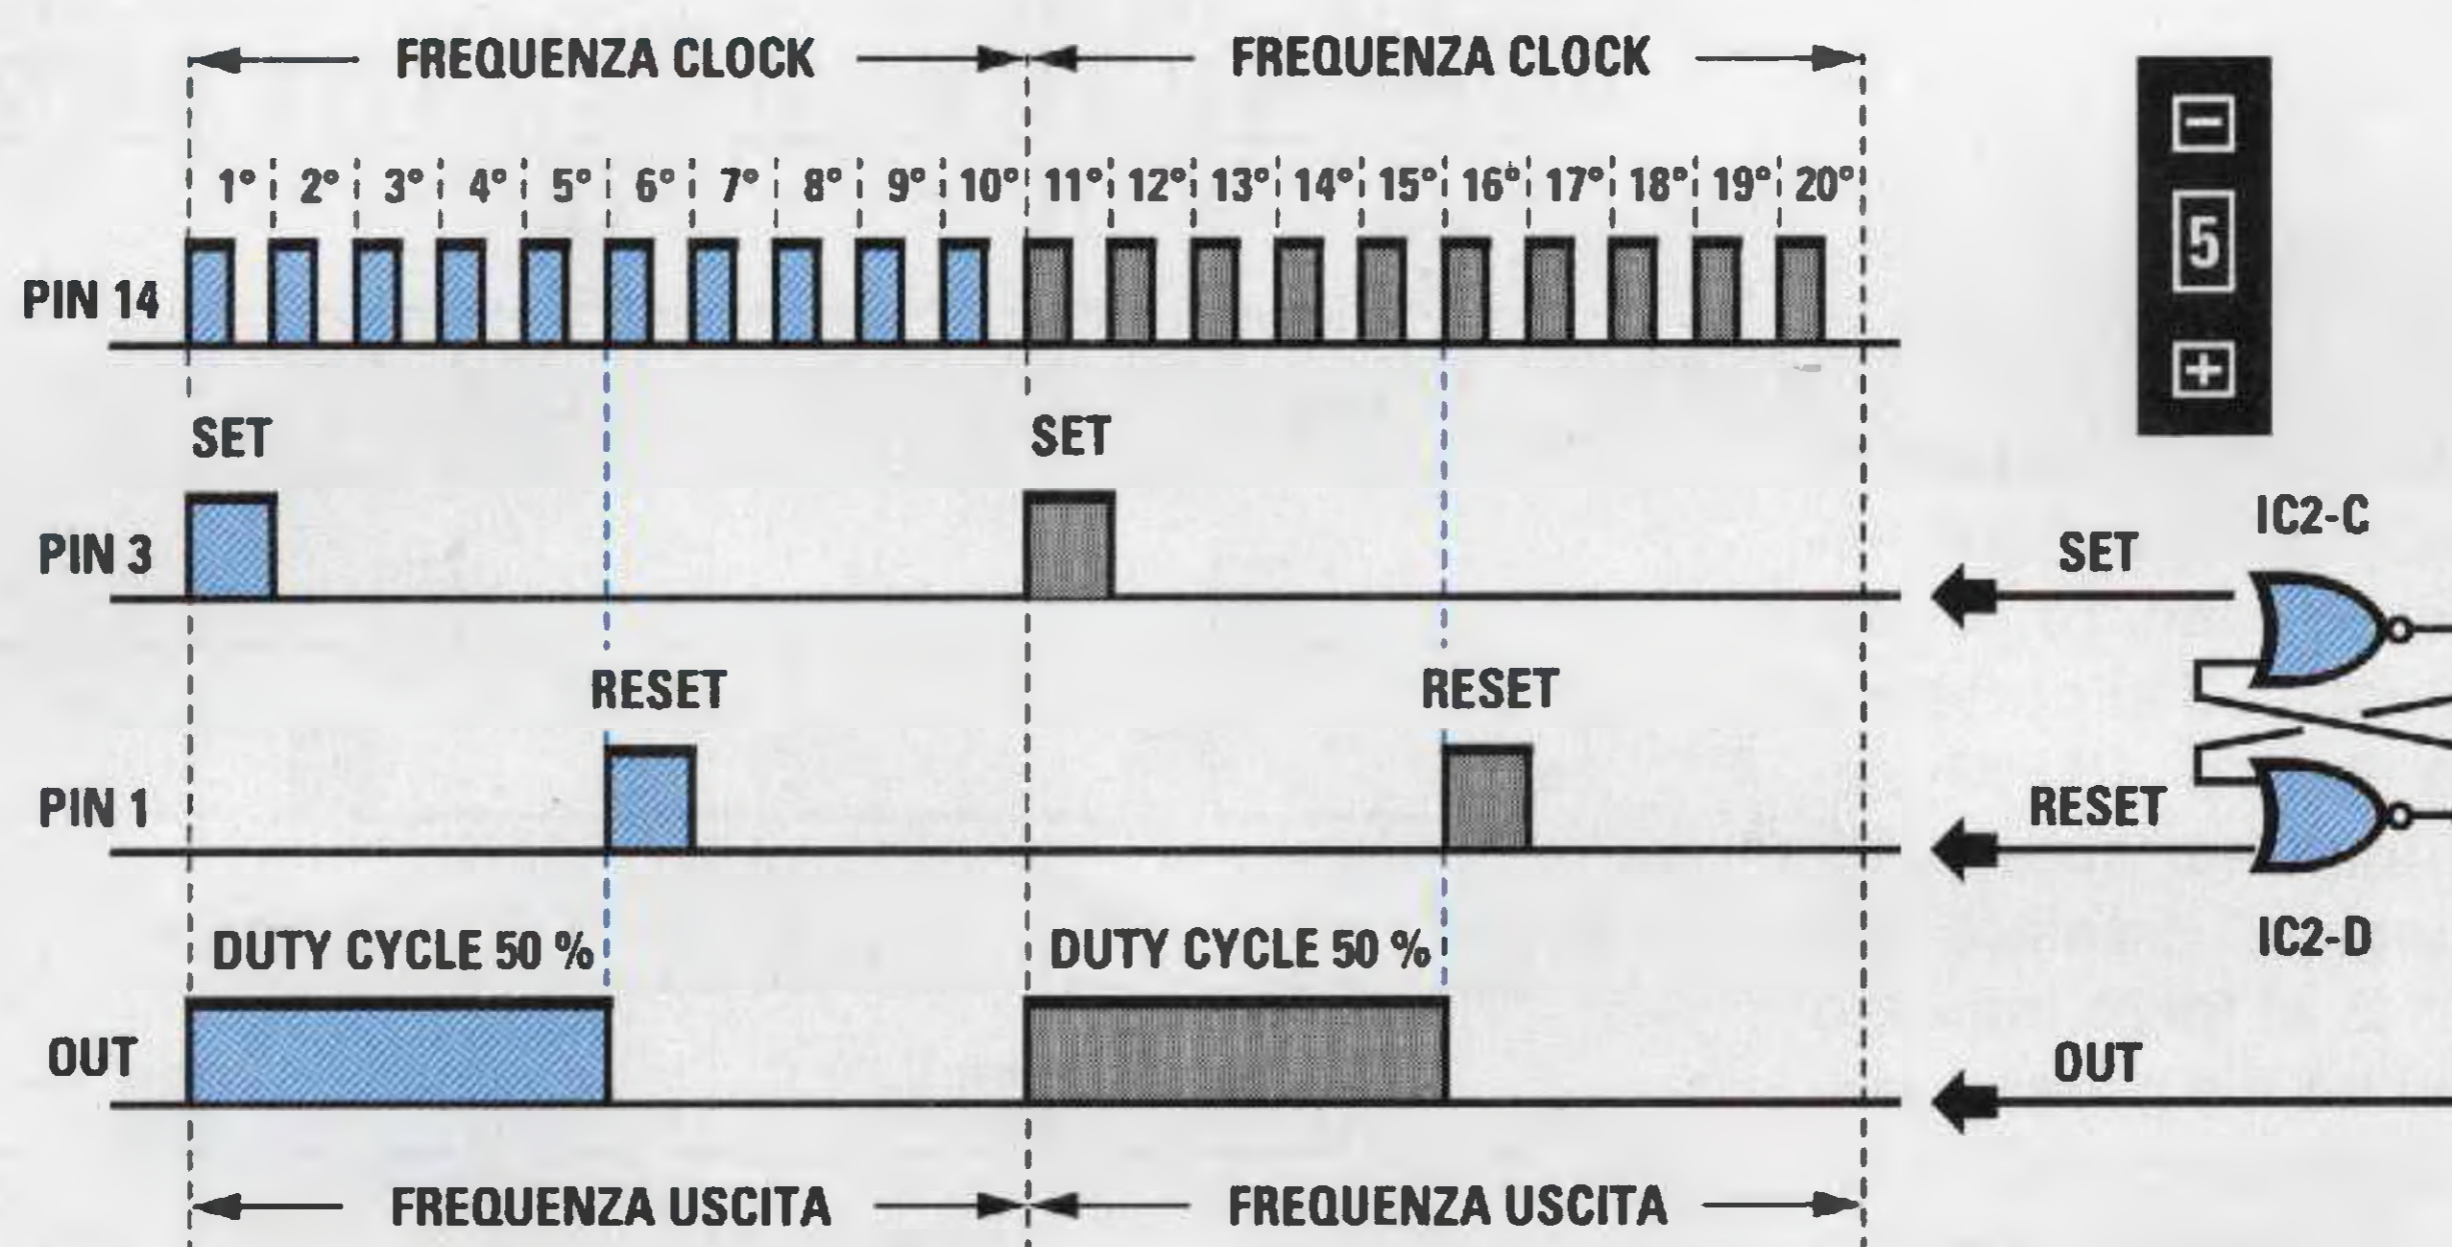 FREQUENZA CLOCK FREQUENZA CLOCK
1° 2° 3° 4° 5° 6° 7° 8° 9° 10° 11° 12° 13° 14° 15° 16° 17° 18° 19° 20°
PIN 14
−
5
+
SET SET
PIN 3
SET
IC2-C
RESET RESET
PIN 1
RESET
IC2-D
DUTY CYCLE 50 % DUTY CYCLE 50 %
OUT
OUT
FREQUENZA USCITA FREQUENZA USCITA